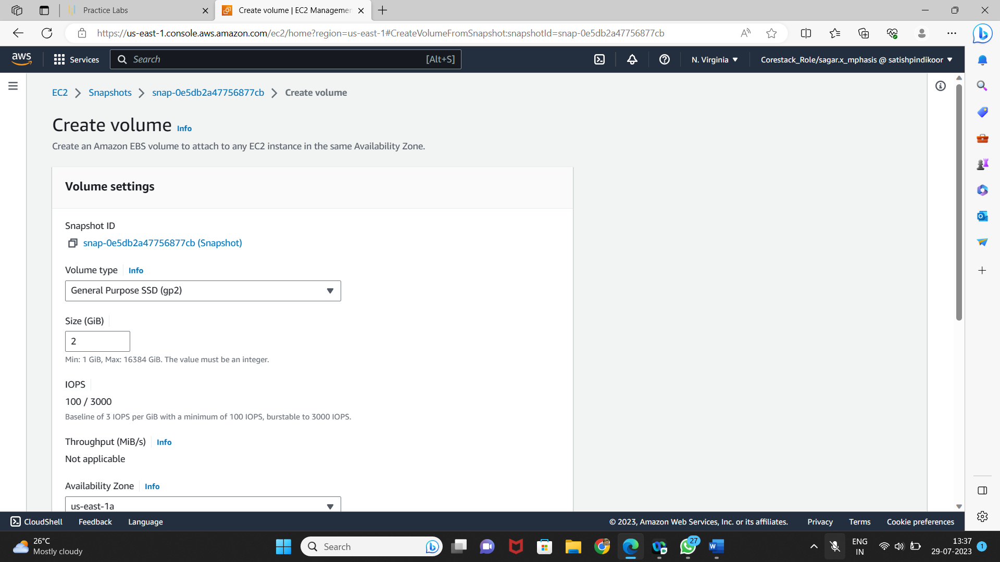 Practice Labs
Create volume | EC2 Managemen
https://us-east-1.console.aws.amazon.com/ec2/home?region=us-east-1#CreateVolumeFromSnapshot:snapshotId=snap-0e5db2a47756877cb
aws
Services
Search
[Alt+S]
N. Virginia
Corestack_Role/sagar.x_mphasis @ satishpindikoor
EC2
Snapshots
snap-0e5db2a47756877cb
Create volume
Create volume Info
Create an Amazon EBS volume to attach to any EC2 instance in the same Availability Zone.
Volume settings
Snapshot ID
snap-0e5db2a47756877cb (Snapshot)
Volume type Info
General Purpose SSD (gp2)
Size (GiB)
2
Min: 1 GiB, Max: 16384 GiB. The value must be an integer.
IOPS
100 / 3000
Baseline of 3 IOPS per GiB with a minimum of 100 IOPS, burstable to 3000 IOPS.
Throughput (MiB/s) Info
Not applicable
Availability Zone Info
us-east-1a
CloudShell
Feedback
Language
© 2023, Amazon Web Services, Inc. or its affiliates.
Privacy
Terms
Cookie preferences
26°C
Mostly cloudy
Search
27
ENG
IN
13:37
29-07-2023
1